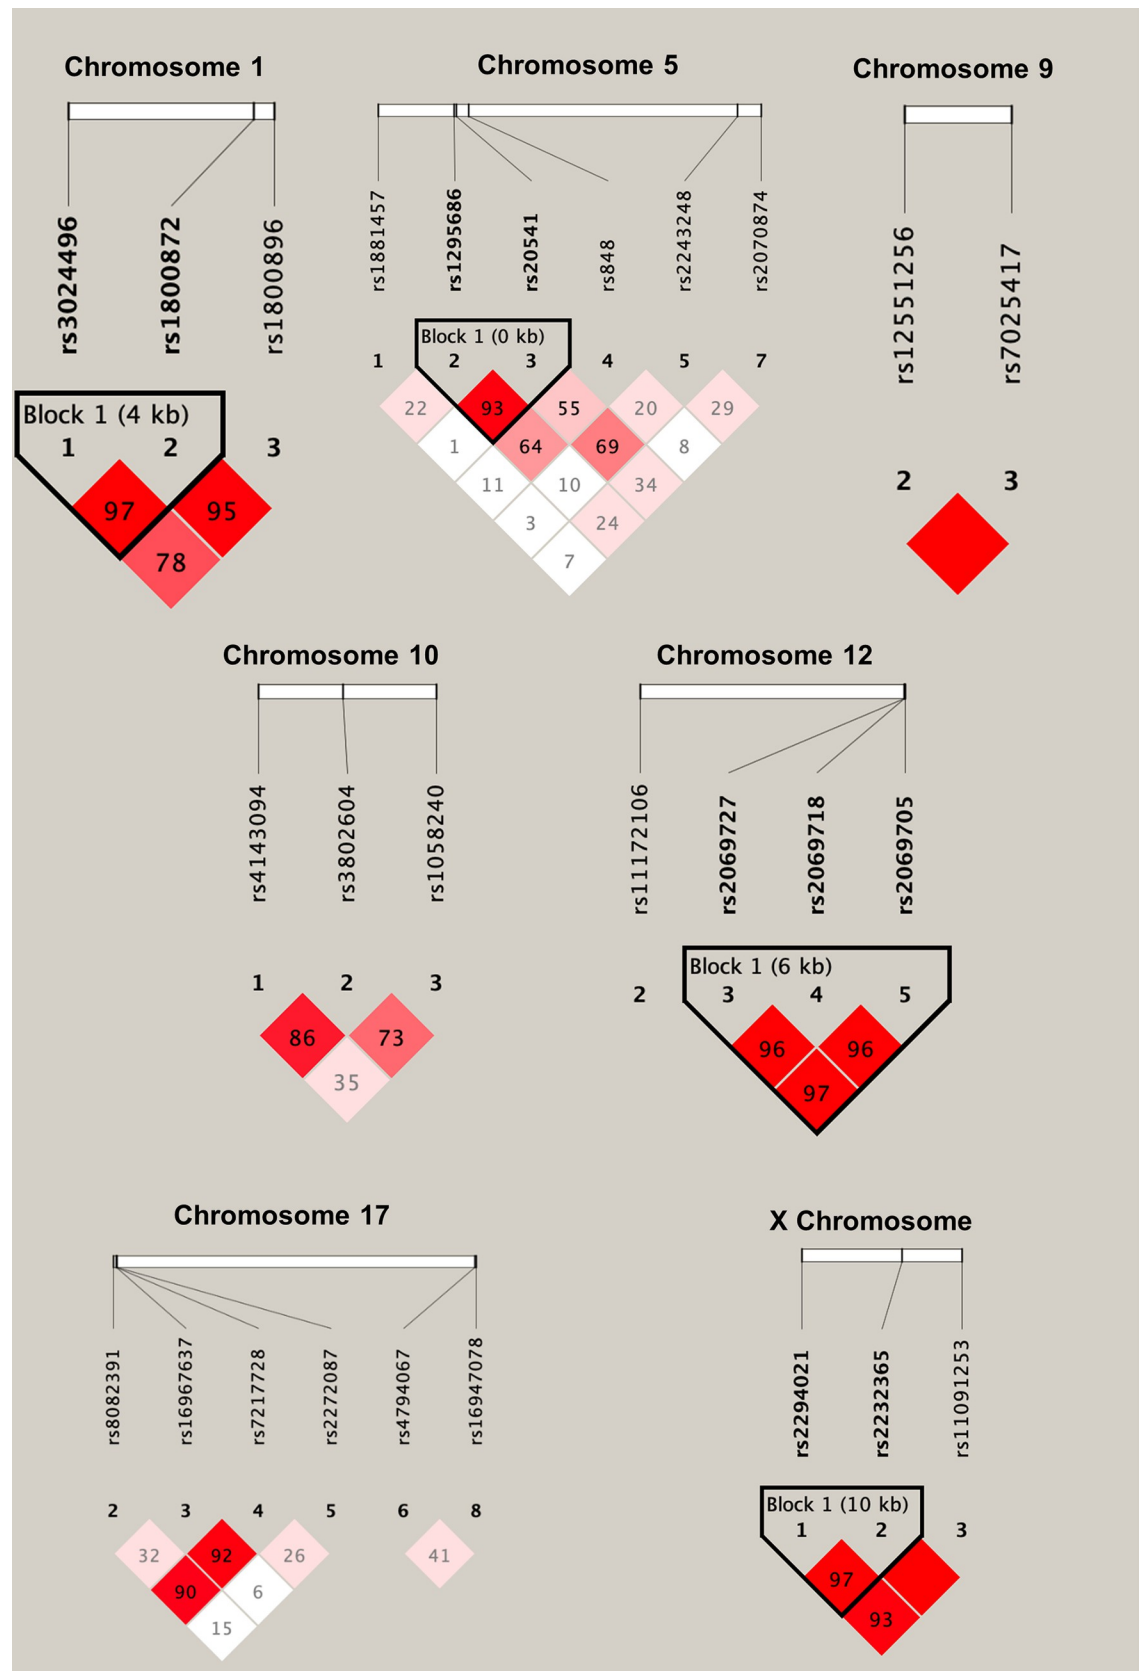 Chromosome 1
Chromosome 5
Chromosome 9
rs3024496
rs1800872
rs1800896
rs1881457
rs1295686
rs20541
rs848
rs2243248
rs2070874
rs12551256
rs7025417
Block 1 (4 kb)
1 2 3
97 95
78
Block 1 (0 kb)
1 2 3 4 5 7
22 93 55 20 29
1 64 69 8
11 10 34
3 24
7
2 3
Chromosome 10
Chromosome 12
rs4143094
rs3802604
rs1058240
rs11172106
rs2069727
rs2069718
rs2069705
1 2 3
86 73
35
Block 1 (6 kb)
2 3 4 5
96 96
97
Chromosome 17
X Chromosome
rs8082391
rs16967637
rs7217728
rs2272087
rs4794067
rs16947078
rs2294021
rs2232365
rs11091253
2 3 4 5 6 8
32 92 26 41
90 6
15
Block 1 (10 kb)
1 2 3
97
93